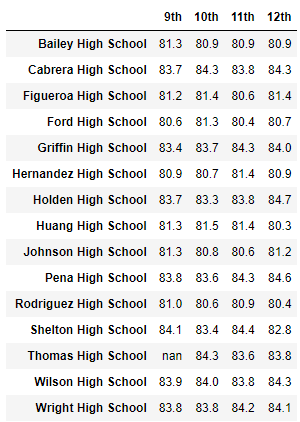 9th 10th 11th 12th
Bailey High School 81.3 80.9 80.9 80.9
Cabrera High School 83.7 84.3 83.8 84.3
Figueroa High School 81.2 81.4 80.6 81.4
Ford High School 80.6 81.3 80.4 80.7
Griffin High School 83.4 83.7 84.3 84.0
Hernandez High School 80.9 80.7 81.4 80.9
Holden High School 83.7 83.3 83.8 84.7
Huang High School 81.3 81.5 81.4 80.3
Johnson High School 81.3 80.8 80.6 81.2
Pena High School 83.8 83.6 84.3 84.6
Rodriguez High School 81.0 80.6 80.9 80.4
Shelton High School 84.1 83.4 84.4 82.8
Thomas High School nan 84.3 83.6 83.8
Wilson High School 83.9 84.0 83.8 84.3
Wright High School 83.8 83.8 84.2 84.1